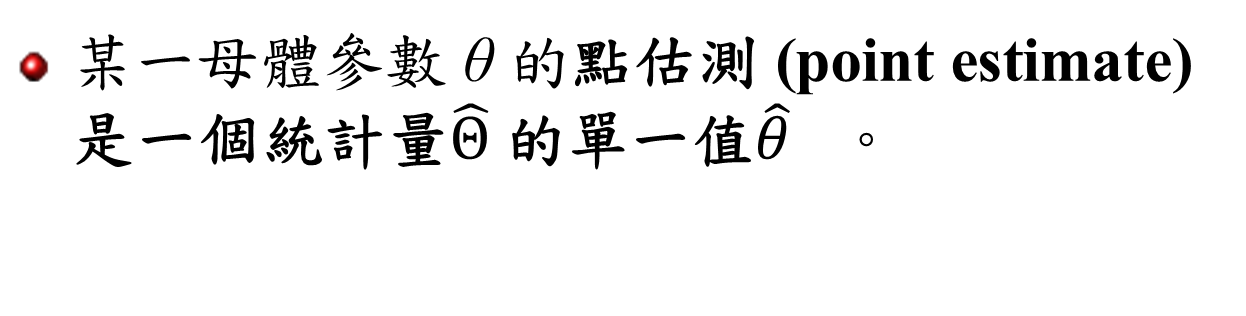 某一母體參數 θ 的點估測 (point estimate)
是一個統計量Θ̂ 的單一值θ̂ 。